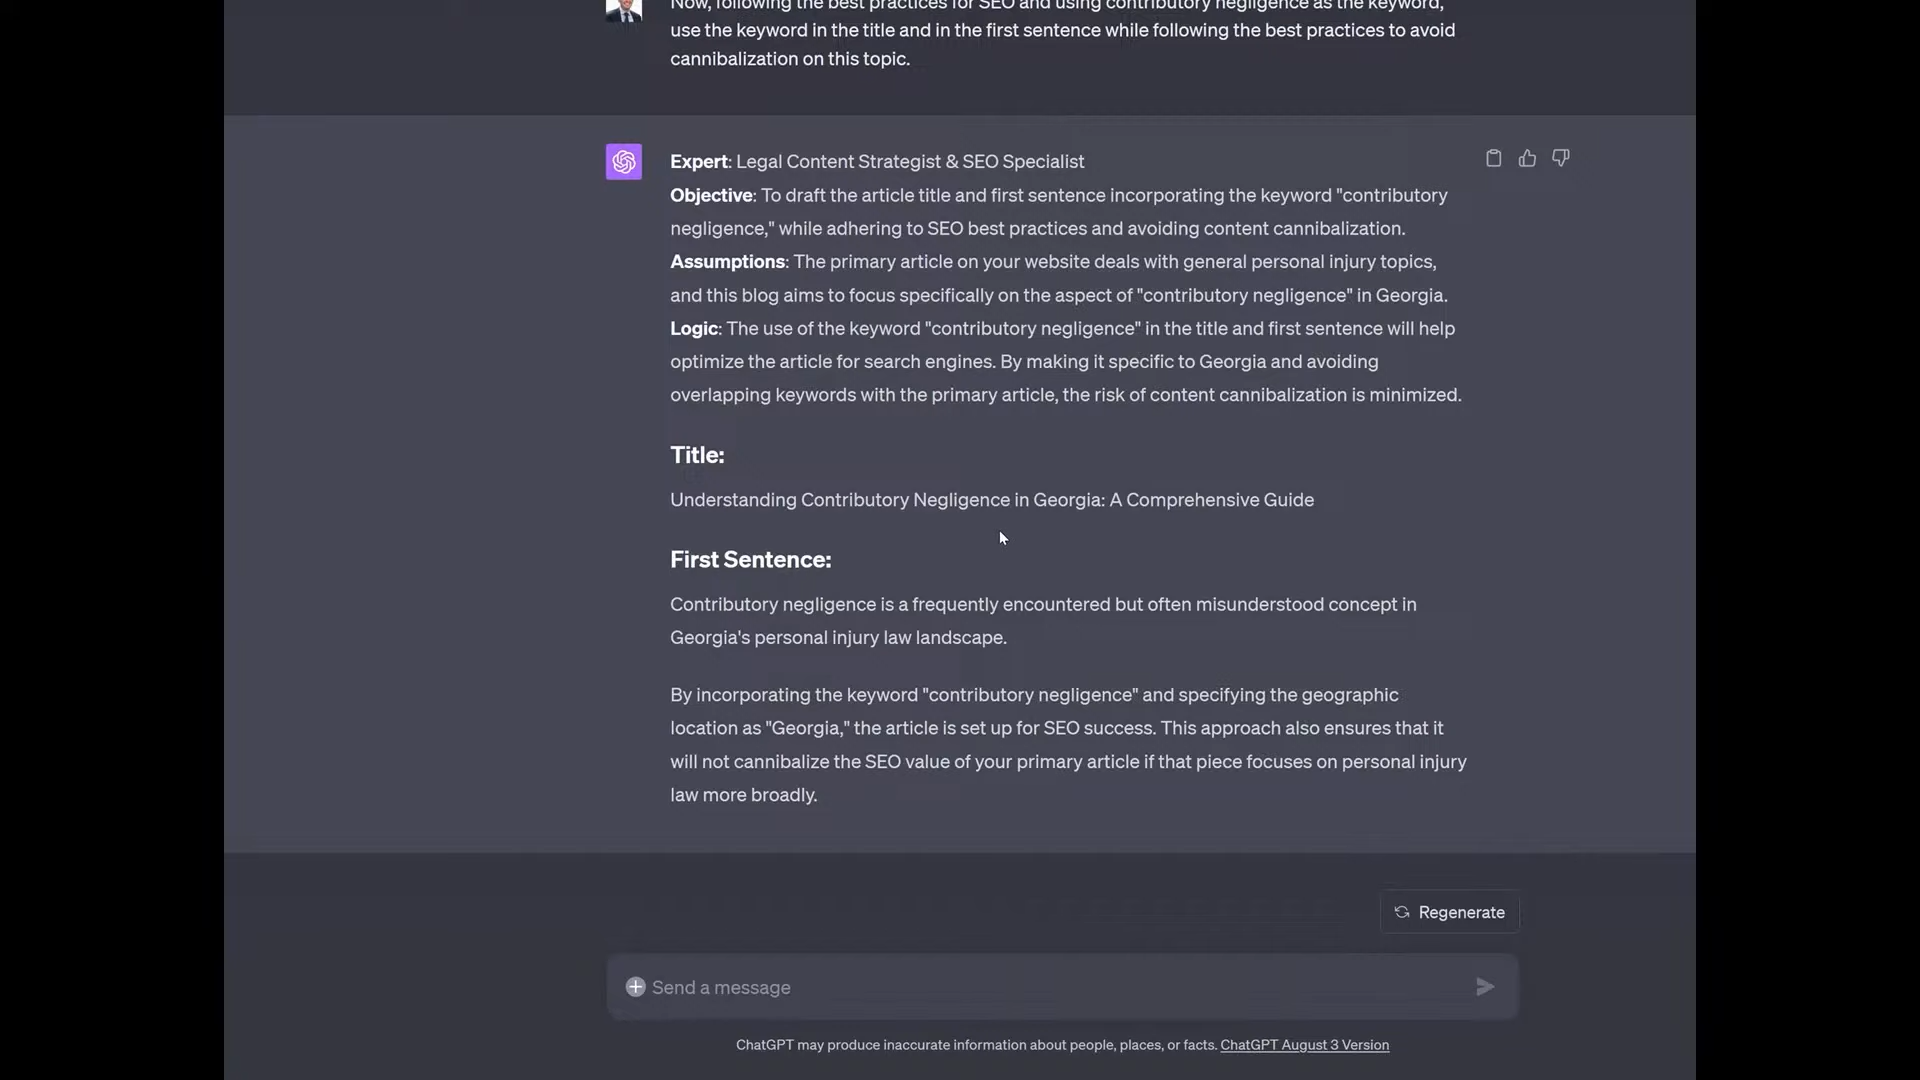 Now, following the best practices for SEO and using contributory negligence as the keyword,
use the keyword in the title and in the first sentence while following the best practices to avoid
cannibalization on this topic.
Expert: Legal Content Strategist & SEO Specialist
Objective: To draft the article title and first sentence incorporating the keyword "contributory
negligence," while adhering to SEO best practices and avoiding content cannibalization.
Assumptions: The primary article on your website deals with general personal injury topics,
and this blog aims to focus specifically on the aspect of "contributory negligence" in Georgia.
Logic: The use of the keyword "contributory negligence" in the title and first sentence will help
optimize the article for search engines. By making it specific to Georgia and avoiding
overlapping keywords with the primary article, the risk of content cannibalization is minimized.
Title:
Understanding Contributory Negligence in Georgia: A Comprehensive Guide
First Sentence:
Contributory negligence is a frequently encountered but often misunderstood concept in
Georgia's personal injury law landscape.
By incorporating the keyword "contributory negligence" and specifying the geographic
location as "Georgia," the article is set up for SEO success. This approach also ensures that it
will not cannibalize the SEO value of your primary article if that piece focuses on personal injury
law more broadly.
Regenerate
Send a message
ChatGPT may produce inaccurate information about people, places, or facts. ChatGPT August 3 Version